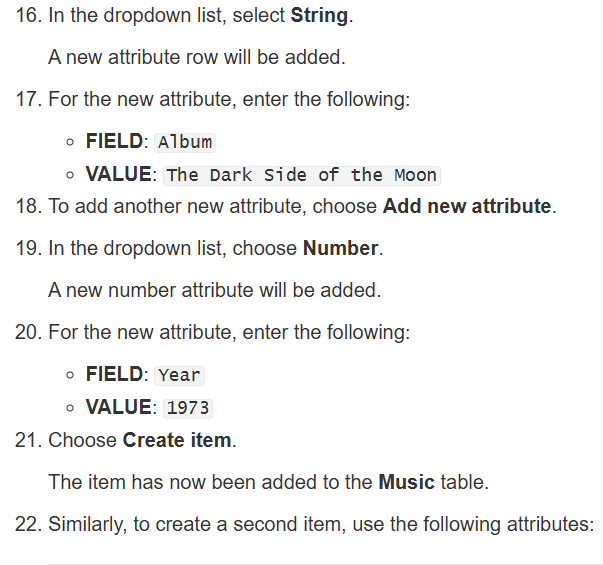 16. In the dropdown list, select String.
A new attribute row will be added.
17. For the new attribute, enter the following:
◦ FIELD: Album
◦ VALUE: The Dark Side of the Moon
18. To add another new attribute, choose Add new attribute.
19. In the dropdown list, choose Number.
A new number attribute will be added.
20. For the new attribute, enter the following:
◦ FIELD: Year
◦ VALUE: 1973
21. Choose Create item.
The item has now been added to the Music table.
22. Similarly, to create a second item, use the following attributes: